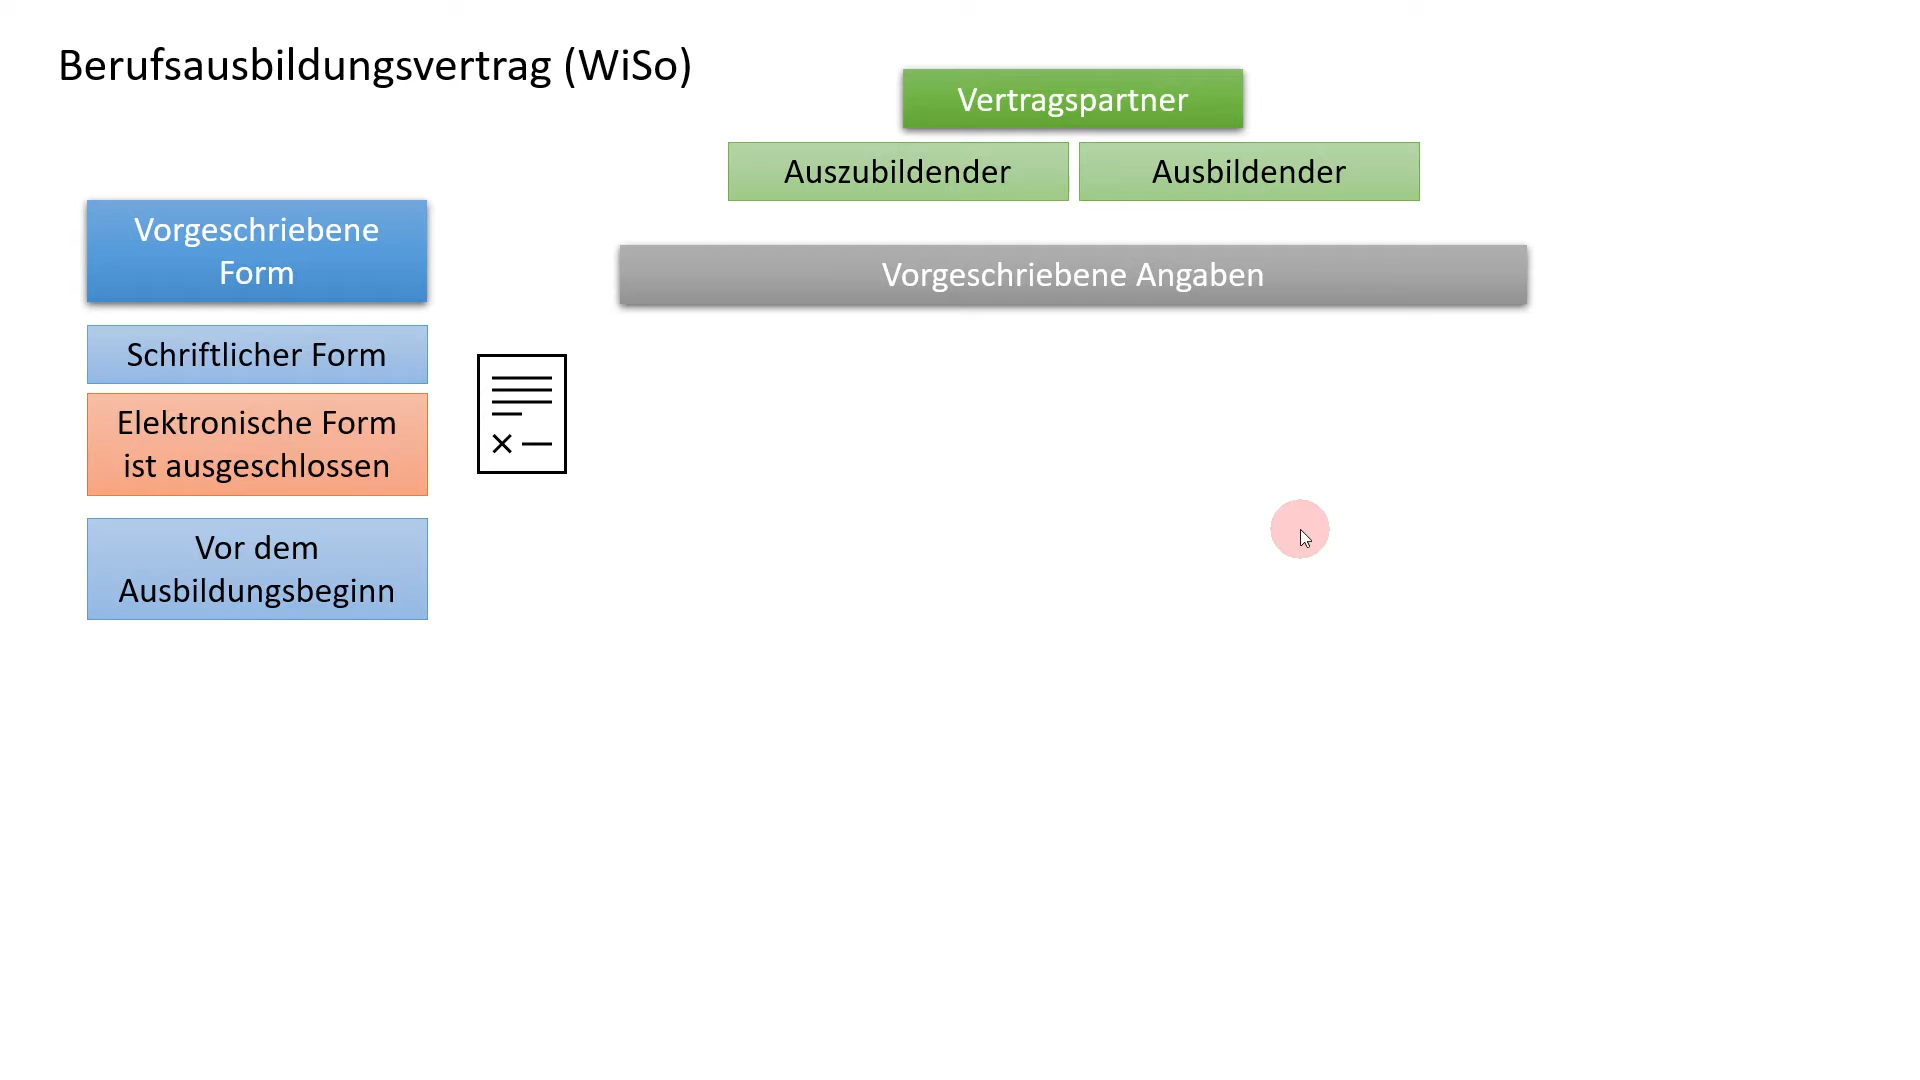 Berufsausbildungsvertrag (WiSo)
Vertragspartner
Auszubildender
Ausbildender
Vorgeschriebene
Form
Vorgeschriebene Angaben
Schriftlicher Form
Elektronische Form
ist ausgeschlossen
Vor dem
Ausbildungsbeginn